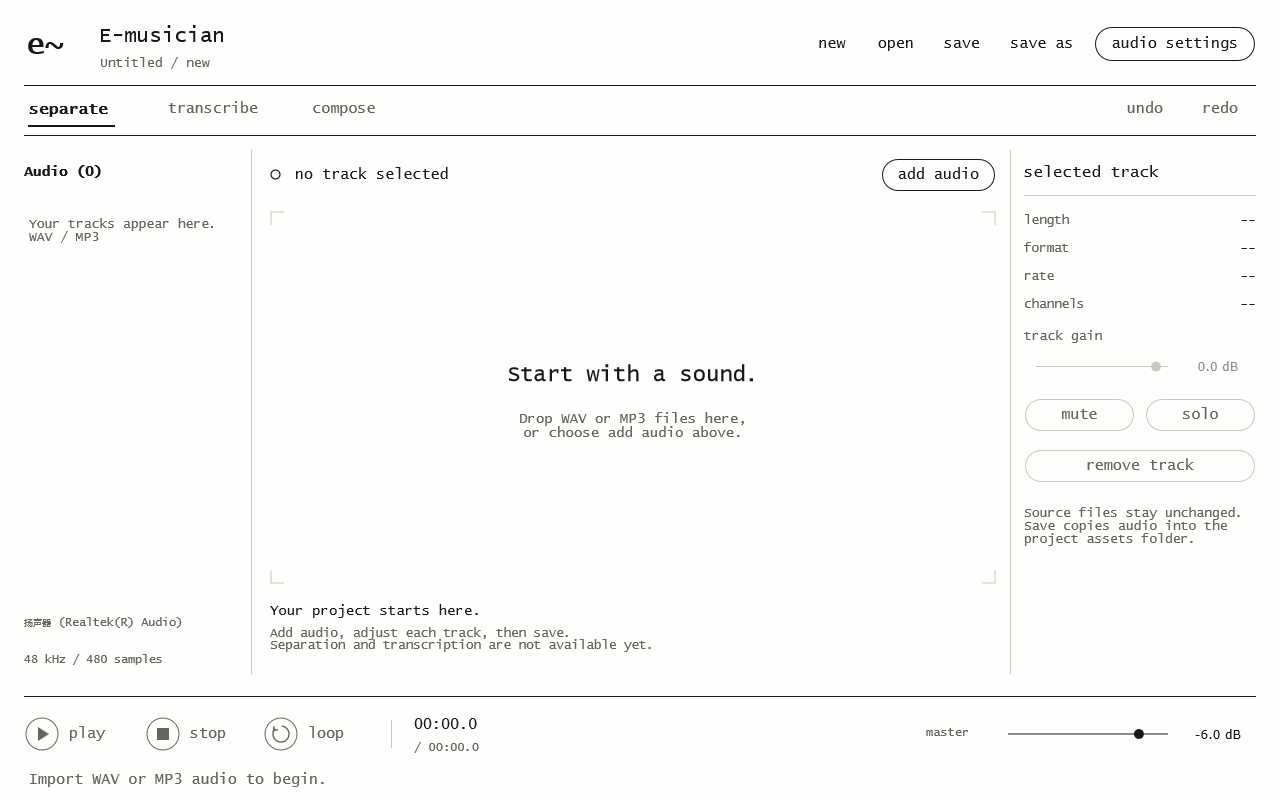 e~
E-musician
Untitled / new
new
open
save
save as
audio settings
separate
transcribe
compose
undo
redo
Audio (0)
Your tracks appear here.
WAV / MP3
扬声器 (Realtek(R) Audio)
48 kHz / 480 samples
no track selected
add audio
Start with a sound.
Drop WAV or MP3 files here,
or choose add audio above.
Your project starts here.
Add audio, adjust each track, then save.
Separation and transcription are not available yet.
selected track
length --
format --
rate --
channels --
track gain
0.0 dB
mute
solo
remove track
Source files stay unchanged.
Save copies audio into the
project assets folder.
play
stop
loop
00:00.0
/ 00:00.0
master
-6.0 dB
Import WAV or MP3 audio to begin.